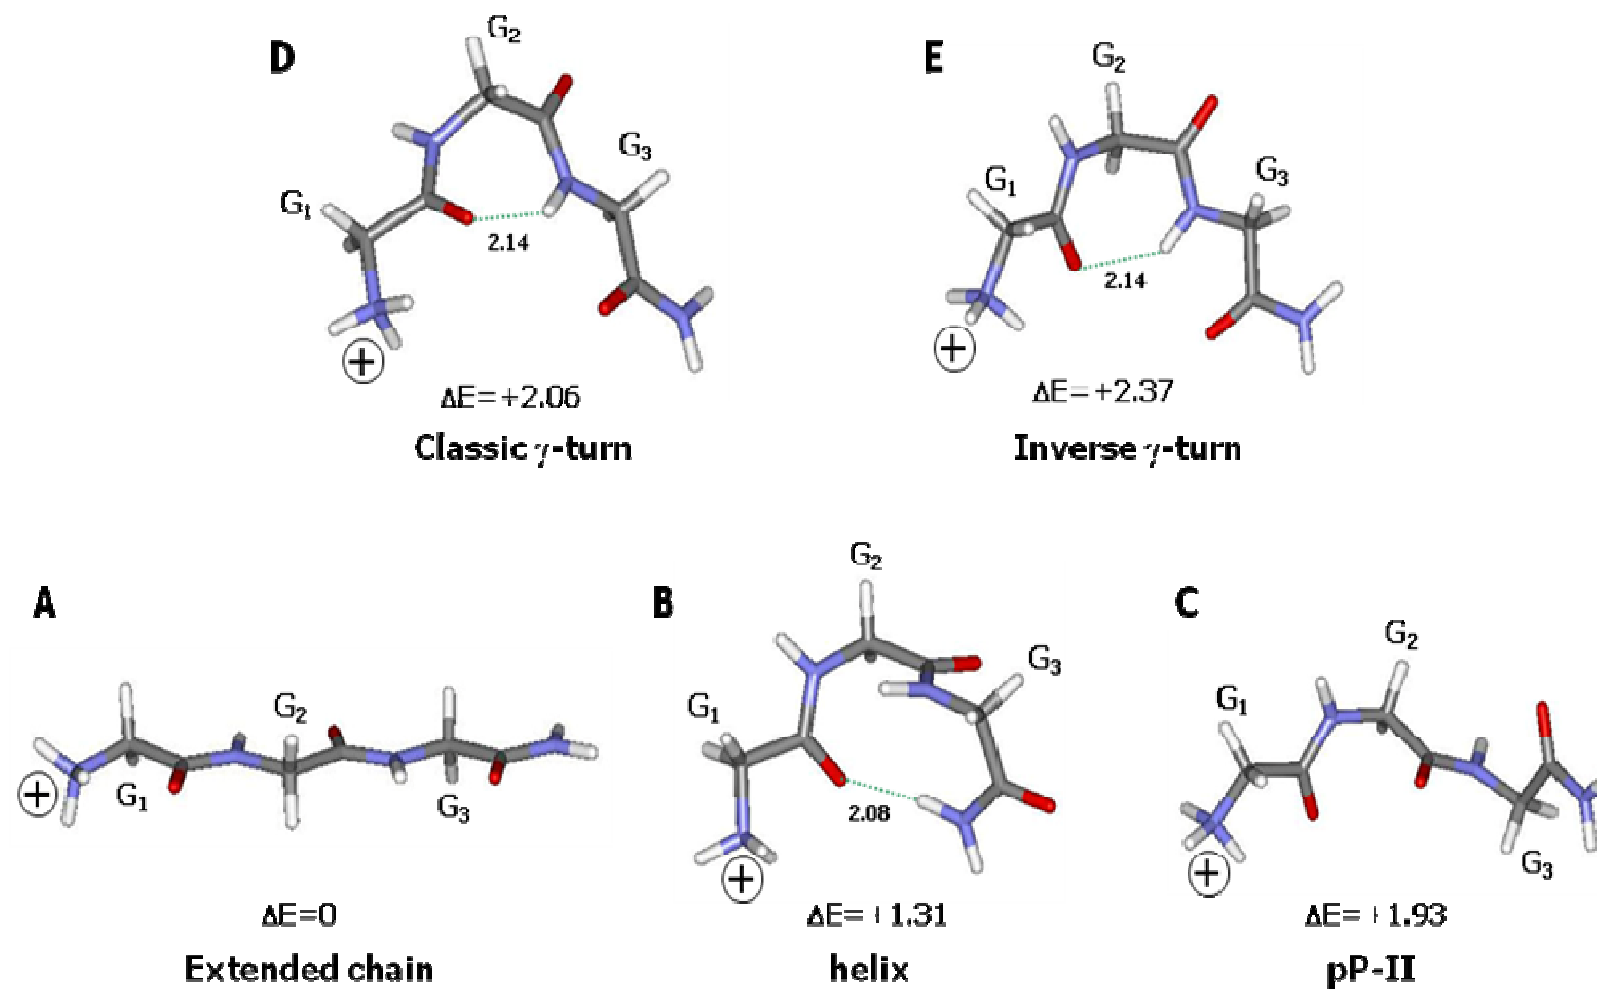 D
G₂
G₁
G₃
2.14
+
ΔE=+2.06
Classic γ-turn
E
G₂
G₁
G₃
2.14
+
ΔE=+2.37
Inverse γ-turn
A
G₂
G₁
G₃
+
ΔE=0
Extended chain
B
G₂
G₁
G₃
2.08
+
ΔE=+1.31
helix
C
G₂
G₁
G₃
+
ΔE=+1.93
pP-II